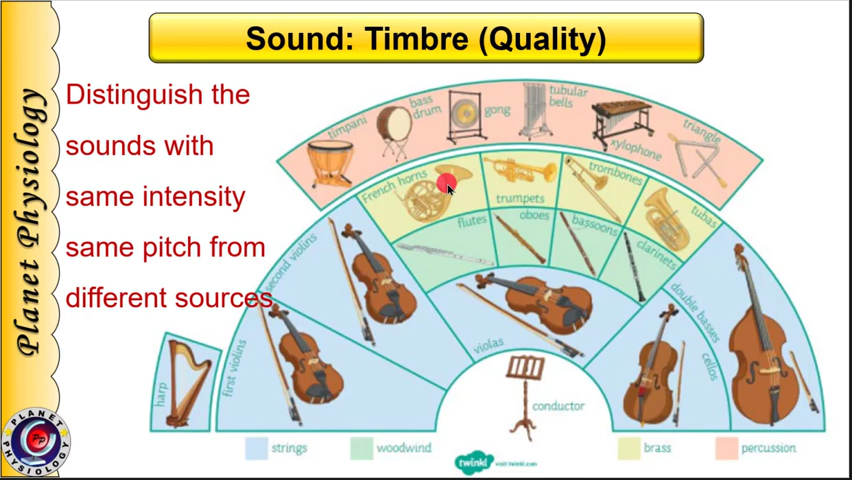 Sound: Timbre (Quality)
Planet Physiology
Distinguish the
sounds with
same intensity
same pitch from
different sources
timpani
bass
drum
gong
tubular
bells
xylophone
triangle
French horns
trumpets
trombones
tubas
flutes
oboes
bassoons
clarinets
second violins
first violins
violas
double basses
cellos
harp
conductor
strings
woodwind
brass
percussion
twinkl visit twinkl.com
PLANET
PP
PHYSIOLOGY